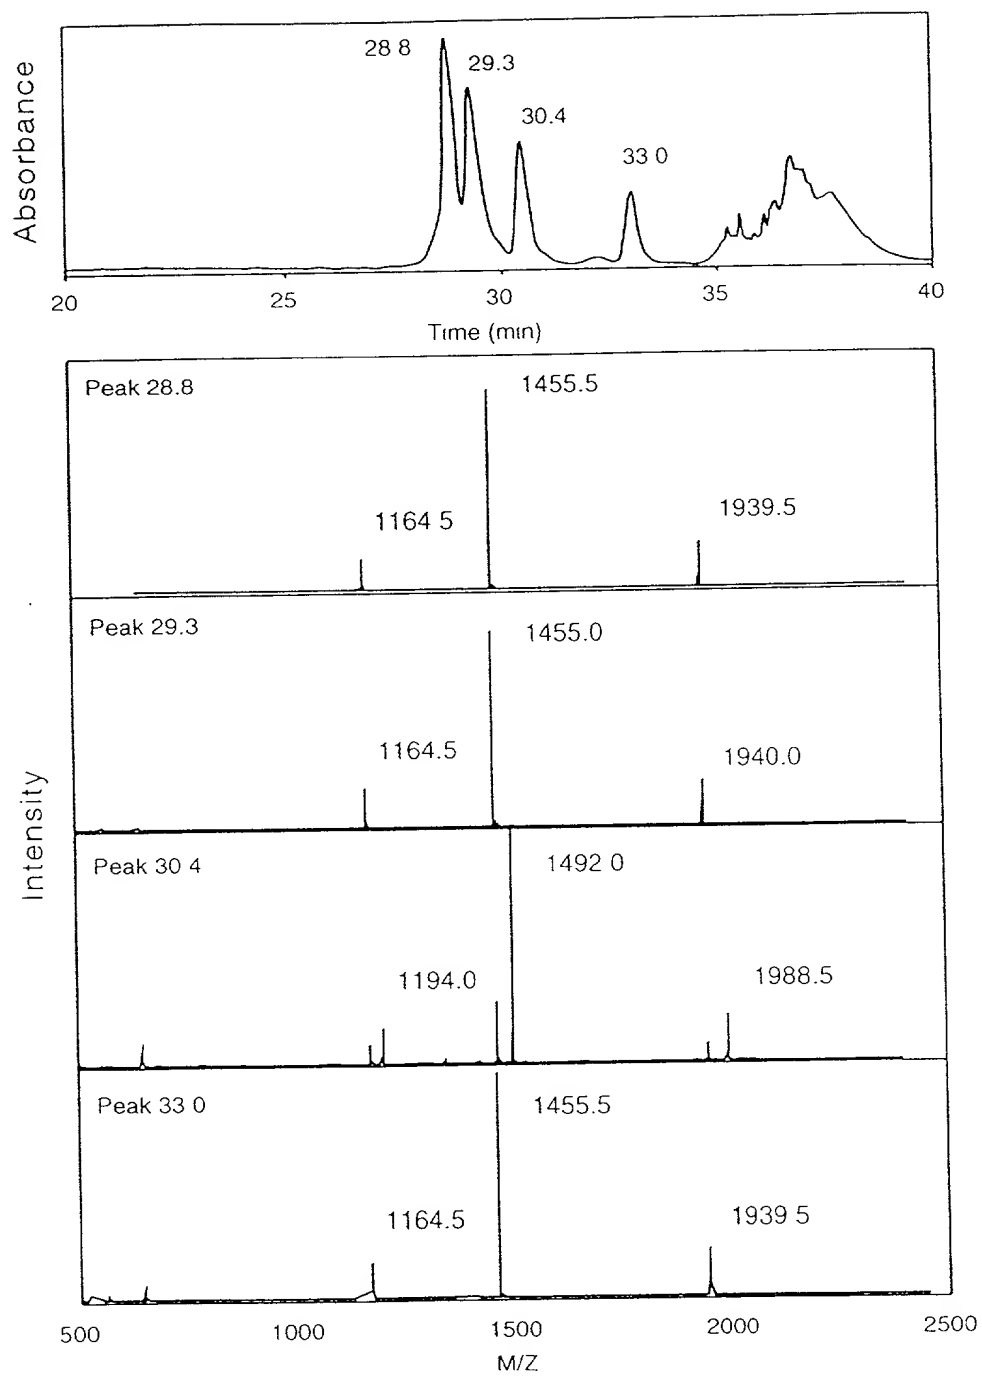 Absorbance
28 8
29.3
30.4
33 0
20 25 30 35 40
Time (min)
Intensity
Peak 28.8
1455.5
1164 5
1939.5
Peak 29.3
1455.0
1164.5
1940.0
Peak 30 4
1492 0
1194.0
1988.5
Peak 33 0
1455.5
1164.5
1939 5
500 1000 1500 2000 2500
M/Z